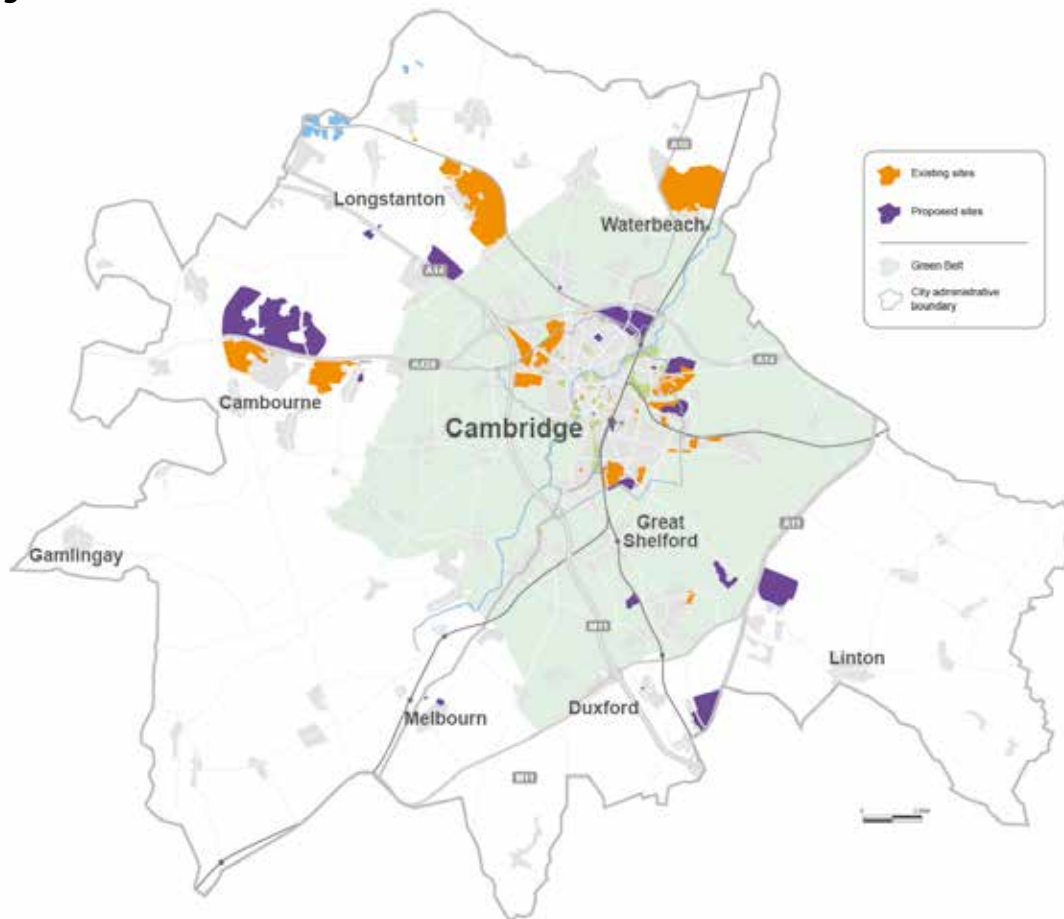 A10
Longstanton
Waterbeach
A14
A428
A14
Cambourne
Cambridge
Great
Shelford
Gamlingay
A11
M11
Linton
Duxford
Melbourn
M11
Existing sites
Proposed sites
Green Belt
City administrative
boundary